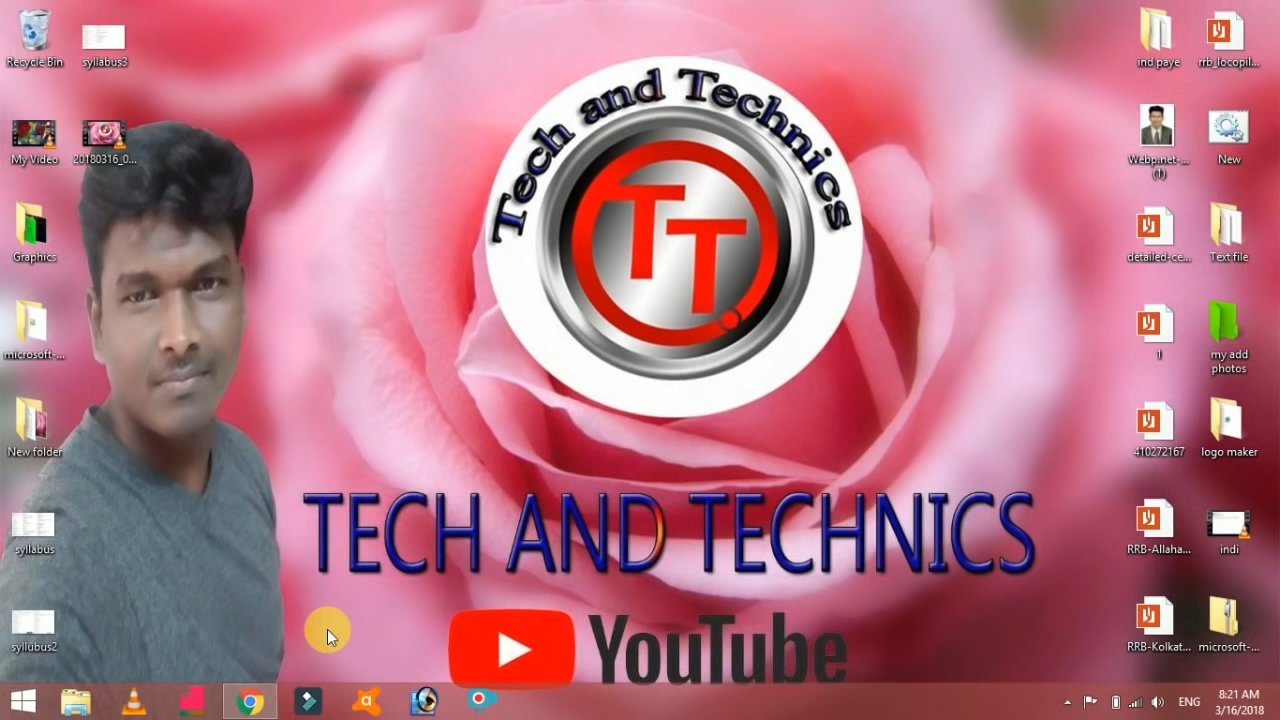 Recycle Bin
syllabus3
My Video
20180316_0...
Graphics
microsoft-...
New folder
syllabus
syllubus2
Tech and Technics
TT
TECH AND TECHNICS
YouTube
ind paye
rrb_locopil...
Webp.net-...
(1)
New
detailed-ce...
Text file
1
my add
photos
410272167
logo maker
RRB-Allaha...
indi
RRB-Kolkat...
microsoft-...
ENG
8:21 AM
3/16/2018